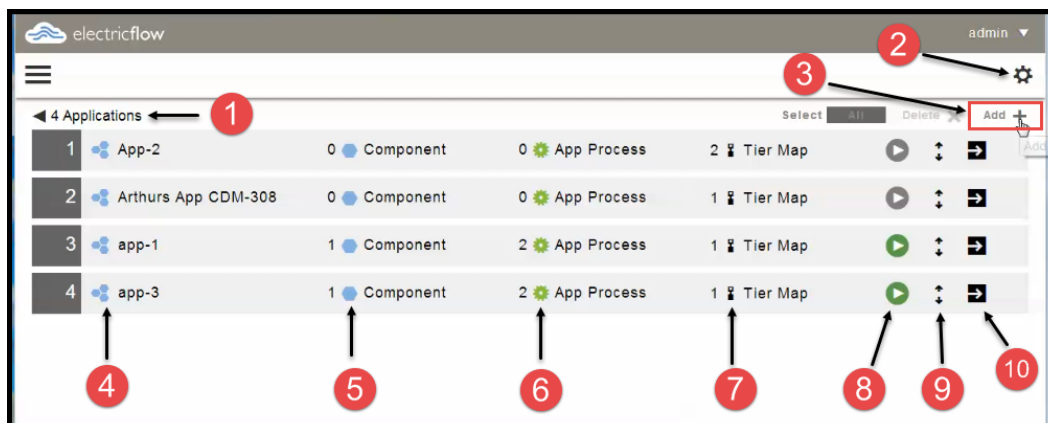 electricflow admin ▼
2
3
◀ 4 Applications 1 Select All Delete ✕ Add +
Add
1 App-2 0 Component 0 App Process 2 Tier Map
2 Arthurs App CDM-308 0 Component 0 App Process 1 Tier Map
3 app-1 1 Component 2 App Process 1 Tier Map
4 app-3 1 Component 2 App Process 1 Tier Map
4 5 6 7 8 9 10